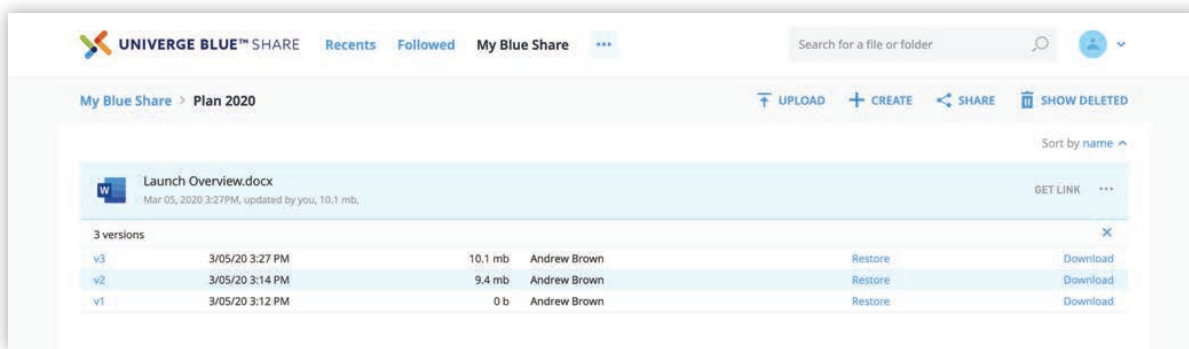 UNIVERGE BLUE™ SHARE Recents Followed My Blue Share ••• Search for a file or folder
My Blue Share > Plan 2020 UPLOAD CREATE SHARE SHOW DELETED
Sort by name
W Launch Overview.docx GET LINK •••
Mar 05, 2020 3:27PM, updated by you, 10.1 mb,
3 versions
v3 3/05/20 3:27 PM 10.1 mb Andrew Brown Restore Download
v2 3/05/20 3:14 PM 9.4 mb Andrew Brown Restore Download
v1 3/05/20 3:12 PM 0 b Andrew Brown Restore Download